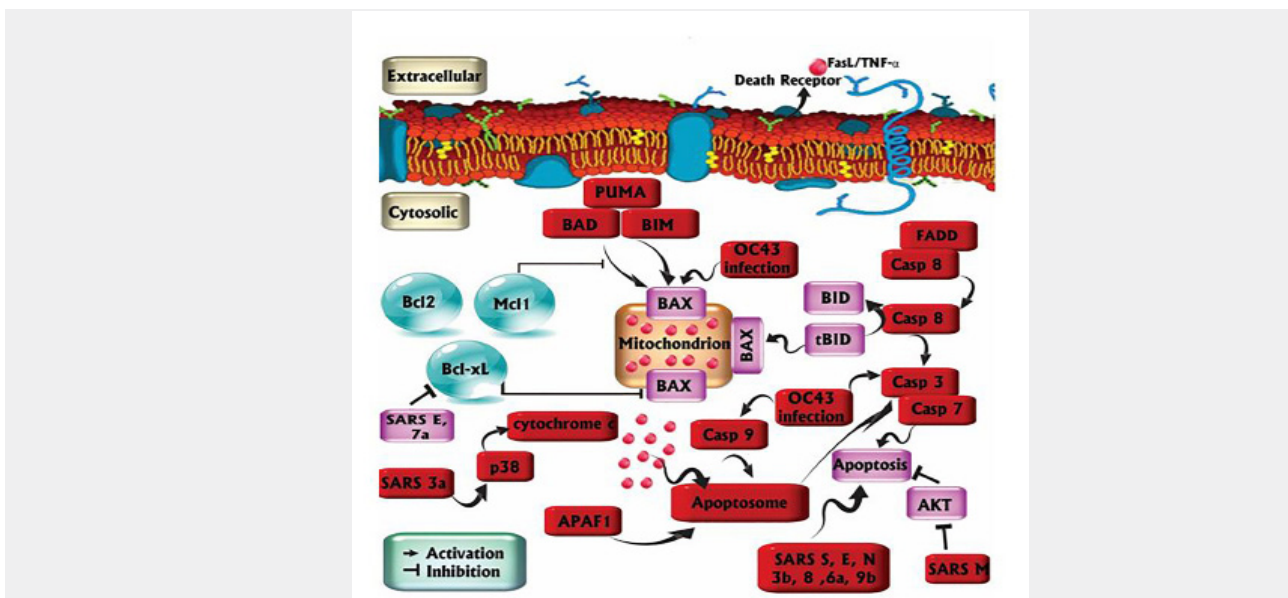 Extracellular
FasL/TNF-α
Death Receptor
Cytosolic
PUMA
BAD
BIM
OC43
infection
FADD
Casp 8
Bcl2
Mcl1
BAX
BID
Casp 8
Mitochondrion
BAX
tBID
Bcl-xL
BAX
Casp 3
SARS E,
7a
OC43
infection
Casp 7
cytochrome c
Casp 9
p38
Apoptosis
SARS 3a
Apoptosome
AKT
APAF1
Activation
Inhibition
SARS S, E, N
3b, 8 ,6a, 9b
SARS M